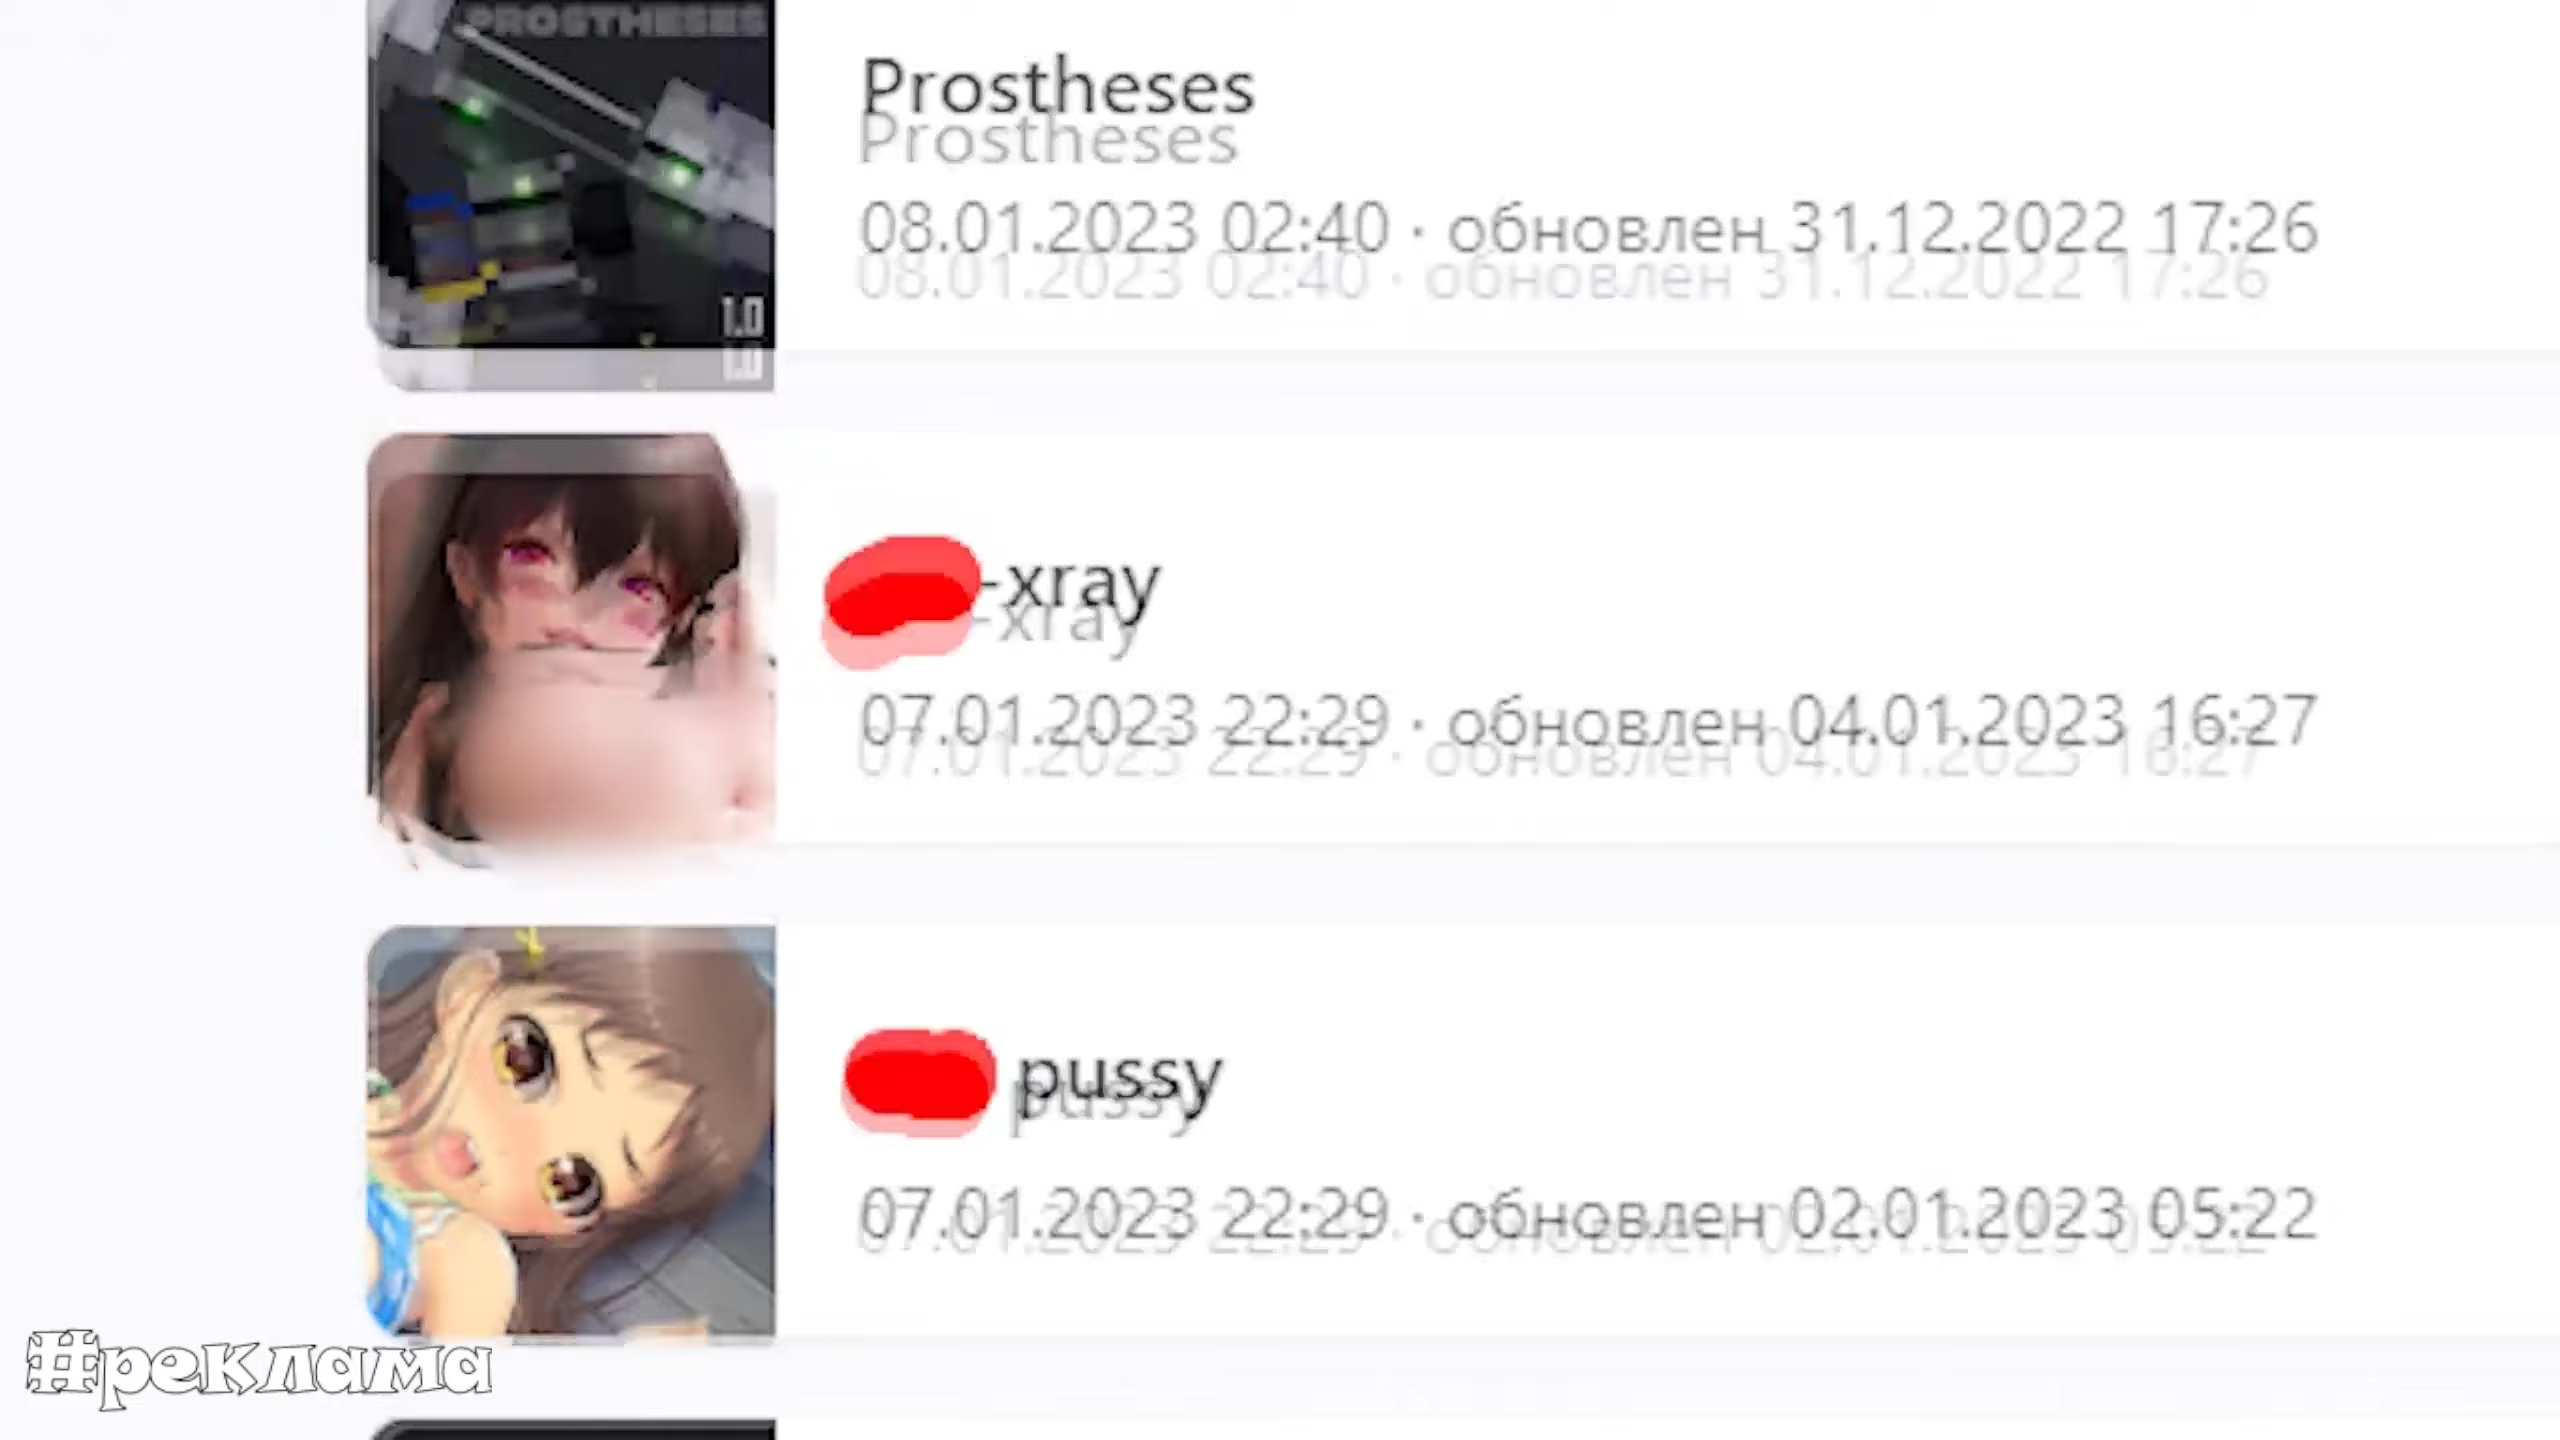 PROSTHESES
1.0
Prostheses
08.01.2023 02:40 · обновлен 31.12.2022 17:26
-xray
07.01.2023 22:29 · обновлен 04.01.2023 16:27
pussy
07.01.2023 22:29 · обновлен 02.01.2023 05:22
#реклама